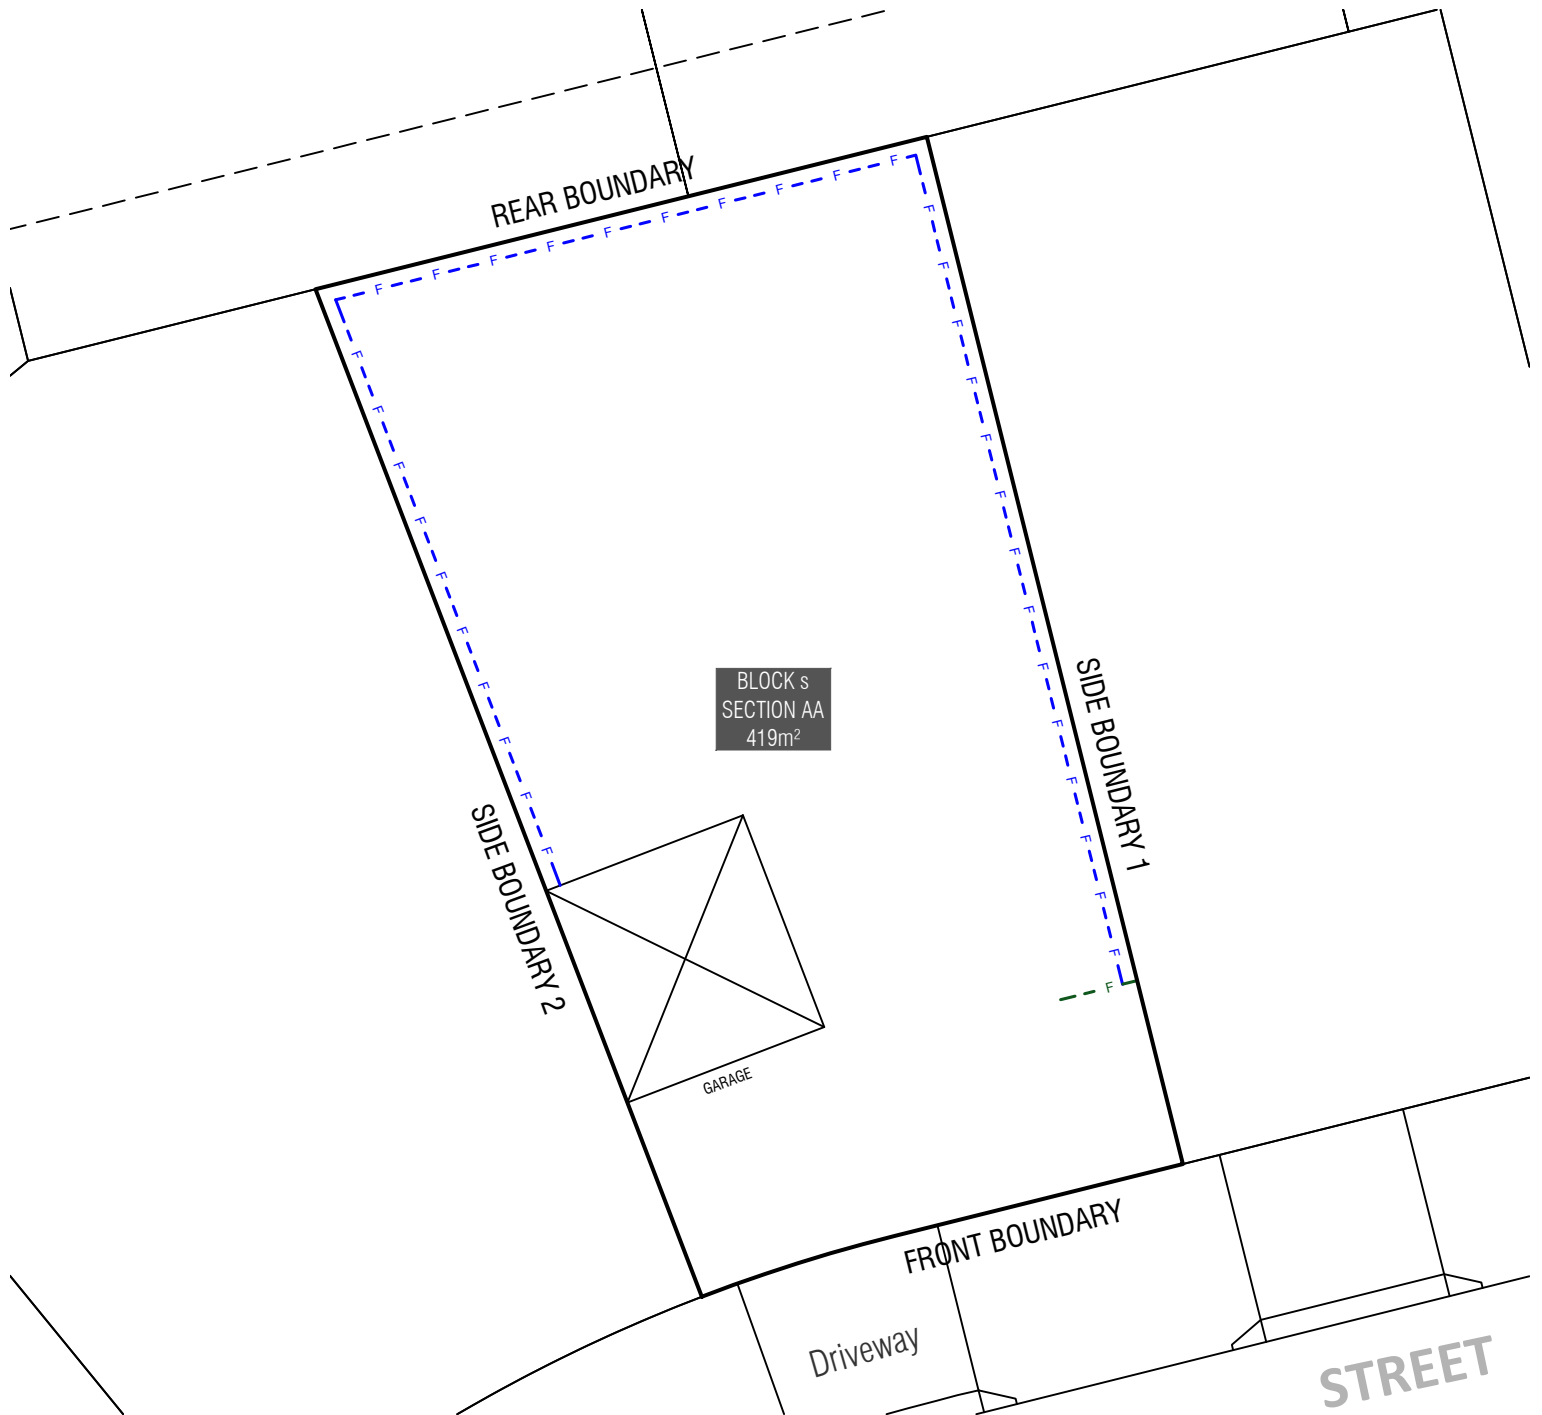 REAR BOUNDARY
F F F F F F F F F F
F F F F F F F F F F F F F F
F F F F F F F F F F
BLOCK s
SECTION AA
419m²
SIDE BOUNDARY 1
SIDE BOUNDARY 2
F
GARAGE
FRONT BOUNDARY
Driveway
STREET